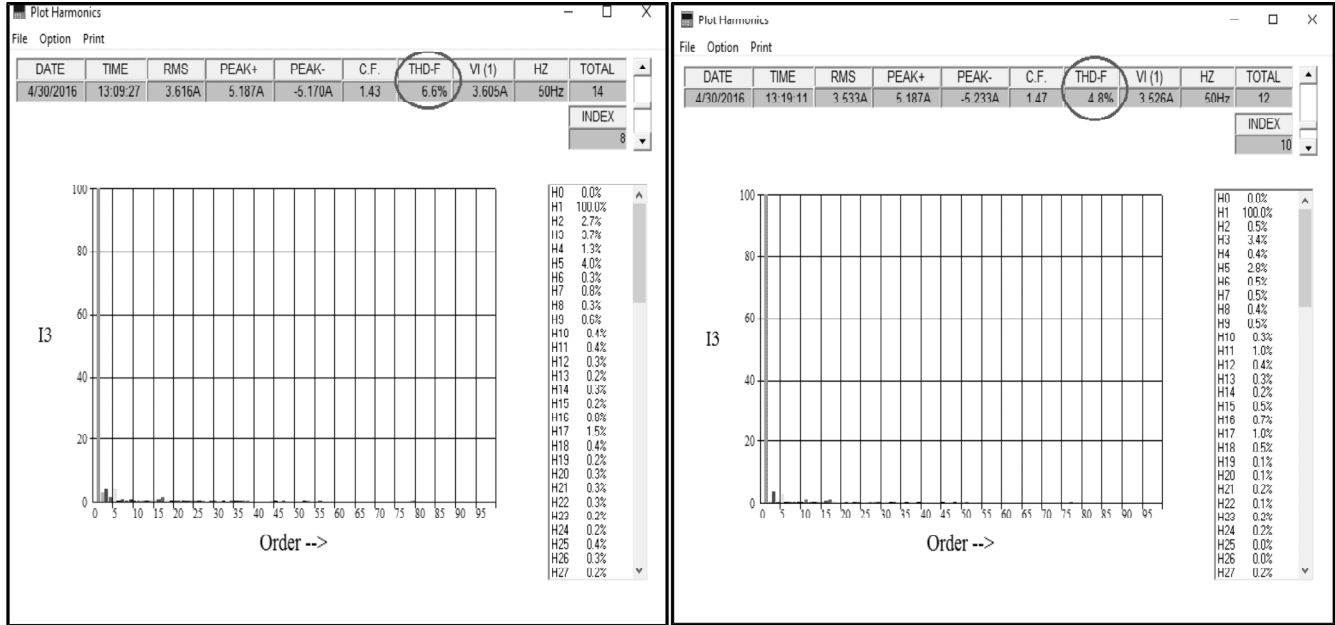 Plot Harmonics
File Option Print
DATE TIME RMS PEAK+ PEAK- C.F. THD-F VI (1) HZ TOTAL
4/30/2016 13:09:27 3.616A 5.187A -5.170A 1.43 6.6% 3.605A 50Hz 14
INDEX
8
100
80
60
40
20
0
I3
0 5 10 15 20 25 30 35 40 45 50 55 60 65 70 75 80 85 90 95
Order -->
H0 0.0%
H1 100.0%
H2 2.7%
H3 3.7%
H4 1.3%
H5 4.0%
H6 0.3%
H7 0.8%
H8 0.3%
H9 0.6%
H10 0.4%
H11 0.4%
H12 0.3%
H13 0.2%
H14 0.3%
H15 0.2%
H16 0.8%
H17 1.5%
H18 0.4%
H19 0.2%
H20 0.3%
H21 0.3%
H22 0.3%
H23 0.2%
H24 0.2%
H25 0.4%
H26 0.3%
H27 0.2%
Plot Harmonics
File Option Print
DATE TIME RMS PEAK+ PEAK- C.F. THD-F VI (1) HZ TOTAL
4/30/2016 13:19:11 3.533A 5.187A -5.233A 1.47 4.8% 3.526A 50Hz 12
INDEX
10
100
80
60
40
20
0
I3
0 5 10 15 20 25 30 35 40 45 50 55 60 65 70 75 80 85 90 95
Order -->
H0 0.0%
H1 100.0%
H2 0.5%
H3 3.4%
H4 0.4%
H5 2.8%
H6 0.5%
H7 0.5%
H8 0.4%
H9 0.5%
H10 0.3%
H11 1.0%
H12 0.4%
H13 0.3%
H14 0.2%
H15 0.5%
H16 0.7%
H17 1.0%
H18 0.5%
H19 0.1%
H20 0.1%
H21 0.2%
H22 0.1%
H23 0.2%
H24 0.2%
H25 0.0%
H26 0.0%
H27 0.2%